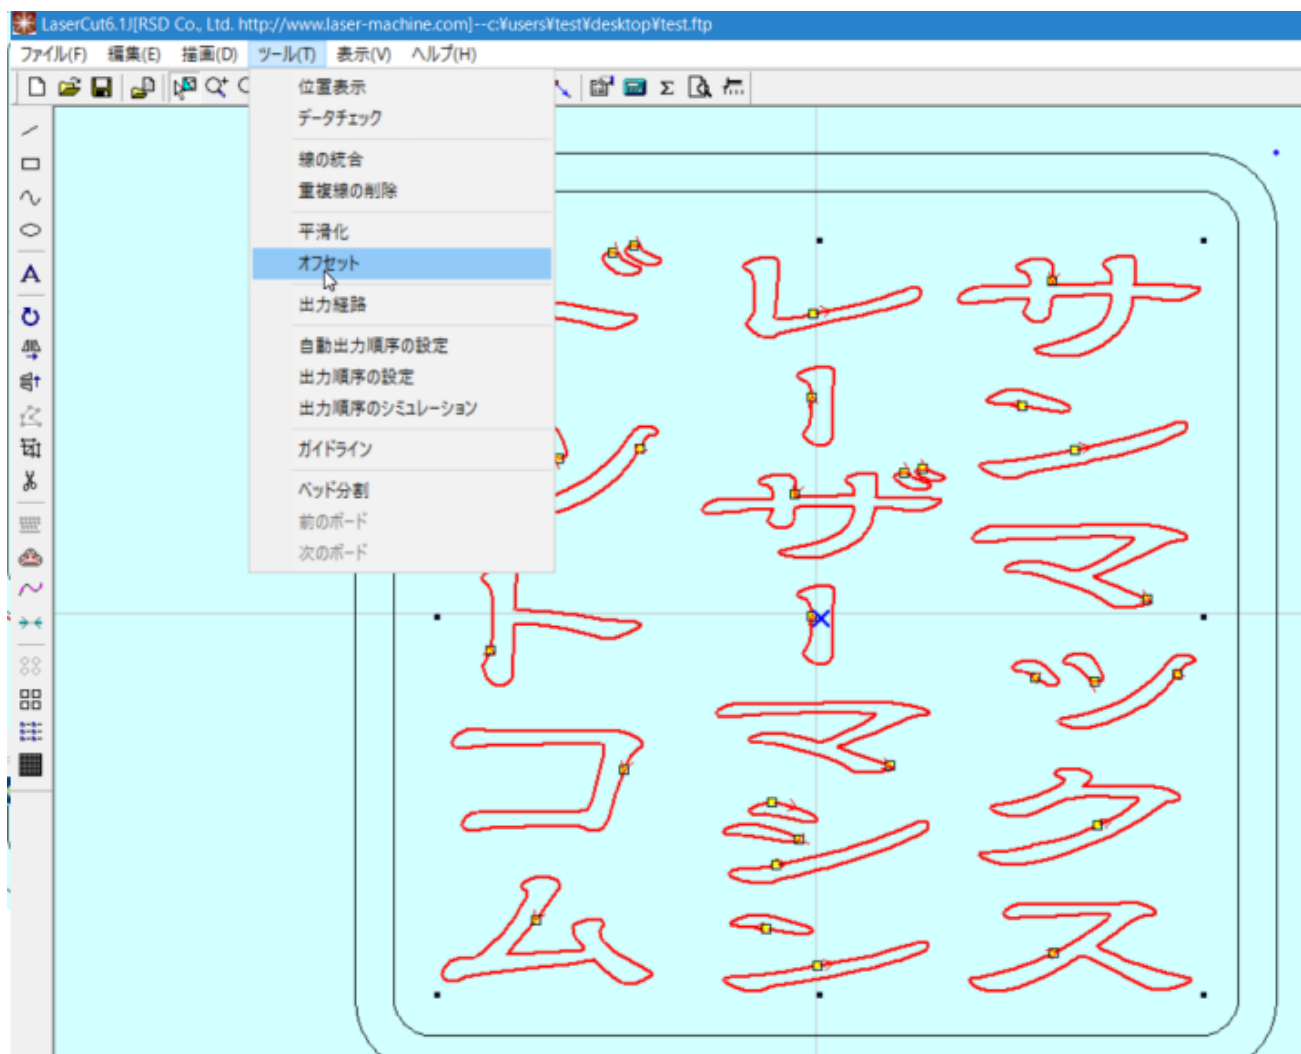 LaserCut6.1J[RSD Co., Ltd. http://www.laser-machine.com]--c:¥users¥test¥desktop¥test.ftp
ファイル(F) 編集(E) 描画(D) ツール(T) 表示(V) ヘルプ(H)
位置表示
データチェック
線の統合
重複線の削除
平滑化
オフセット
出力経路
自動出力順序の設定
出力順序の設定
出力順序のシミュレーション
ガイドライン
ベッド分割
前のボード
次のボード
サンマックス
レーザーマシン
トコム